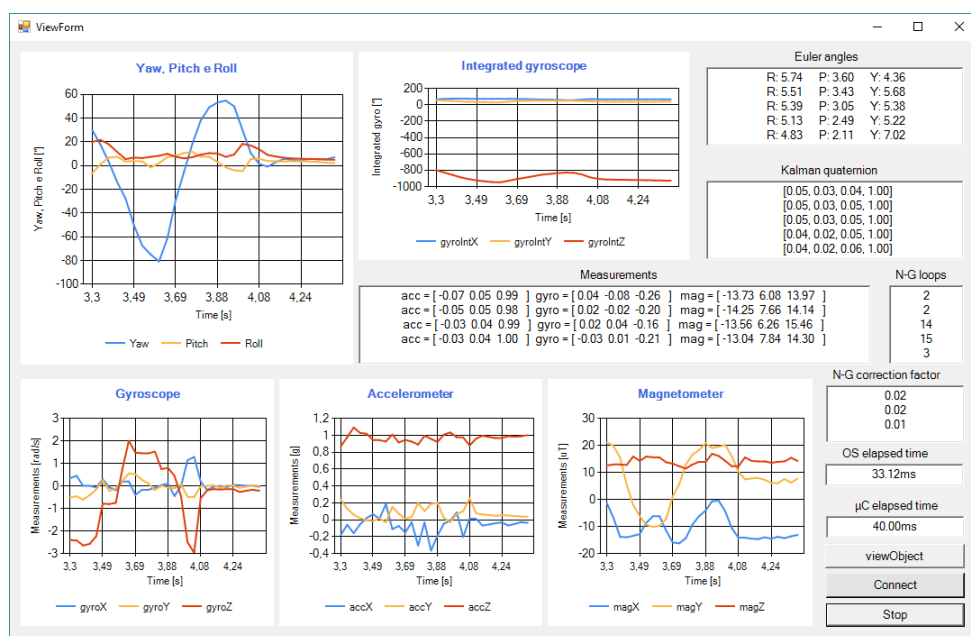 ViewForm
Yaw, Pitch e Roll
Yaw, Pitch e Roll [°]
60
40
20
0
-20
-40
-60
-80
-100
3,3 3,49 3,69 3,88 4,08 4,24
Time [s]
Yaw Pitch Roll
Integrated gyroscope
Integrated gyro [°]
200
0
-200
-400
-600
-800
-1000
3,3 3,49 3,69 3,88 4,08 4,24
Time [s]
gyroIntX gyroIntY gyroIntZ
Euler angles
R: 5.74 P: 3.60 Y: 4.36
R: 5.51 P: 3.43 Y: 5.68
R: 5.39 P: 3.05 Y: 5.38
R: 5.13 P: 2.49 Y: 5.22
R: 4.83 P: 2.11 Y: 7.02
Kalman quaternion
[0.05, 0.03, 0.04, 1.00]
[0.05, 0.03, 0.05, 1.00]
[0.05, 0.03, 0.05, 1.00]
[0.04, 0.02, 0.05, 1.00]
[0.04, 0.02, 0.06, 1.00]
Measurements
acc = [ -0.07 0.05 0.99 ] gyro = [ 0.04 -0.08 -0.26 ] mag = [ -13.73 6.08 13.97 ]
acc = [ -0.05 0.05 0.98 ] gyro = [ 0.02 -0.02 -0.20 ] mag = [ -14.25 7.66 14.14 ]
acc = [ -0.03 0.04 0.99 ] gyro = [ 0.02 0.04 -0.16 ] mag = [ -13.56 6.26 15.46 ]
acc = [ -0.03 0.04 1.00 ] gyro = [ -0.03 0.01 -0.21 ] mag = [ -13.04 7.84 14.30 ]
N-G loops
2
2
14
15
3
Gyroscope
Measurements [rad/s]
3
2
1
0
-1
-2
-3
3,3 3,49 3,69 3,88 4,08 4,24
Time [s]
gyroX gyroY gyroZ
Accelerometer
Measurements [g]
1,2
1
0,8
0,6
0,4
0,2
0
-0,2
-0,4
3,3 3,49 3,69 3,88 4,08 4,24
Time [s]
accX accY accZ
Magnetometer
Measurements [uT]
30
20
10
0
-10
-20
3,3 3,49 3,69 3,88 4,08 4,24
Time [s]
magX magY magZ
N-G correction factor
0.02
0.02
0.01
OS elapsed time
33.12ms
µC elapsed time
40.00ms
viewObject
Connect
Stop